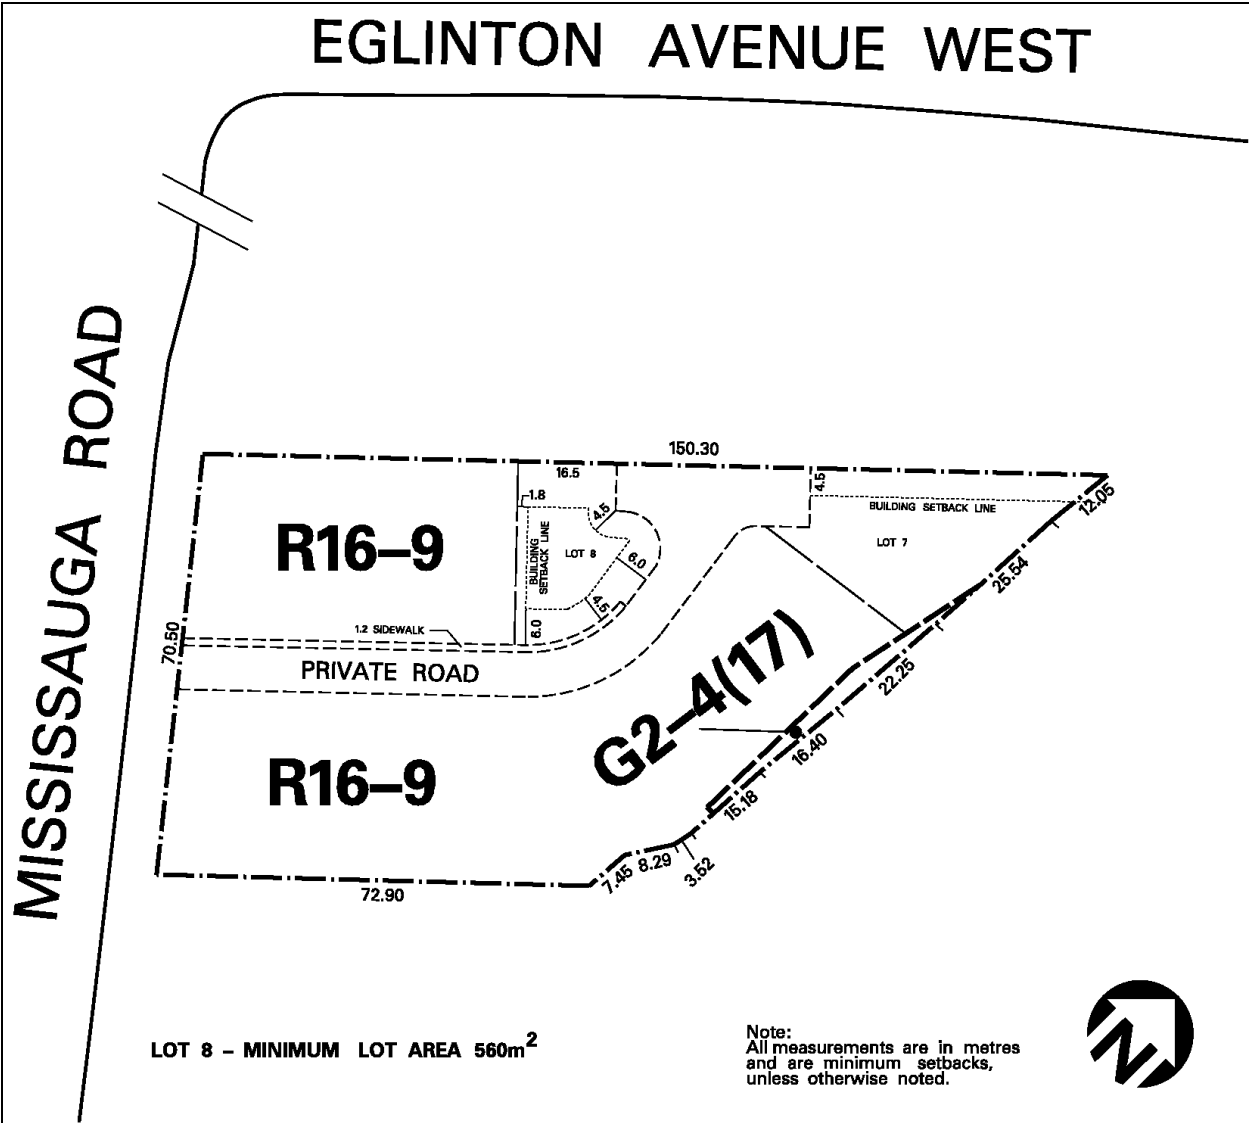 EGLINTON AVENUE WEST
MISSISSAUGA ROAD
150.30
16.5
4.5
12.05
1.8
4.5
BUILDING SETBACK LINE
R16–9
BUILDING
SETBACK LINE
LOT 8
LOT 7
6.0
25.54
4.5
1.2 SIDEWALK
6.0
70.50
PRIVATE ROAD
G2–4(17)
22.25
16.40
R16–9
15.18
8.29
7.45
3.52
72.90
LOT 8 – MINIMUM LOT AREA 560m²
Note:
All measurements are in metres
and are minimum setbacks,
unless otherwise noted.
N